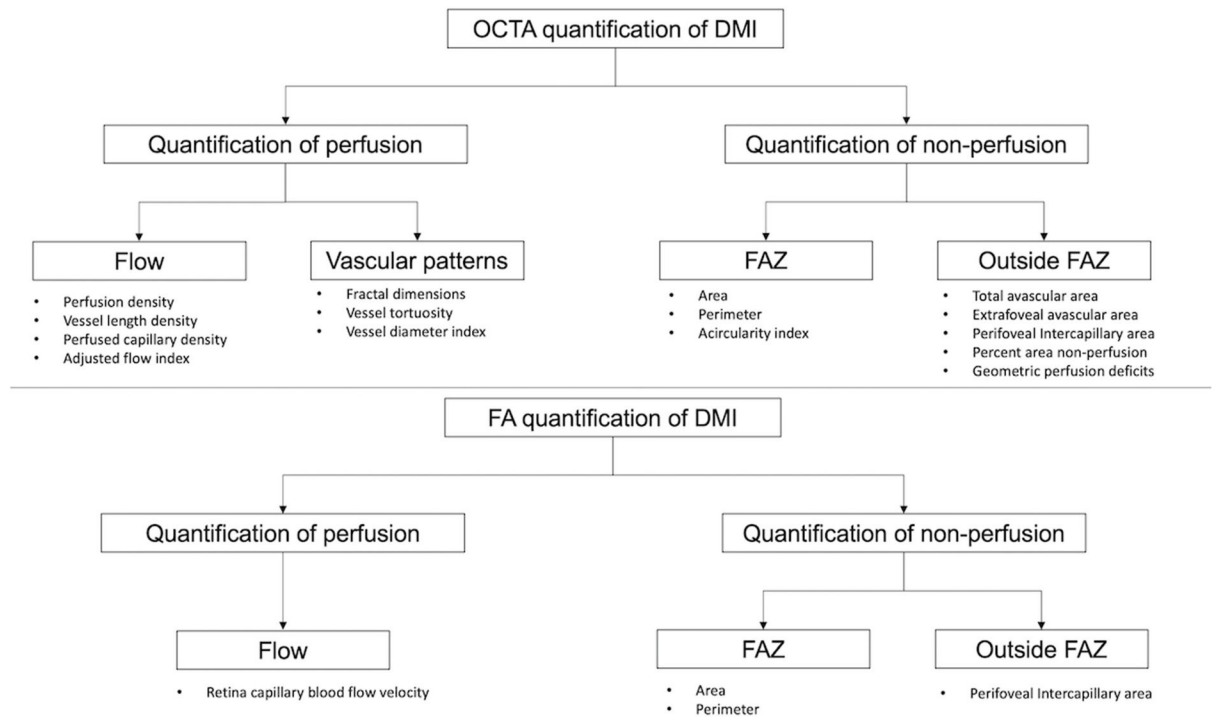 OCTA quantification of DMI
Quantification of perfusion
Quantification of non-perfusion
Flow
• Perfusion density
• Vessel length density
• Perfused capillary density
• Adjusted flow index
Vascular patterns
• Fractal dimensions
• Vessel tortuosity
• Vessel diameter index
FAZ
• Area
• Perimeter
• Acircularity index
Outside FAZ
• Total avascular area
• Extrafoveal avascular area
• Perifoveal Intercapillary area
• Percent area non-perfusion
• Geometric perfusion deficits
FA quantification of DMI
Quantification of perfusion
Quantification of non-perfusion
Flow
• Retina capillary blood flow velocity
FAZ
• Area
• Perimeter
Outside FAZ
• Perifoveal Intercapillary area